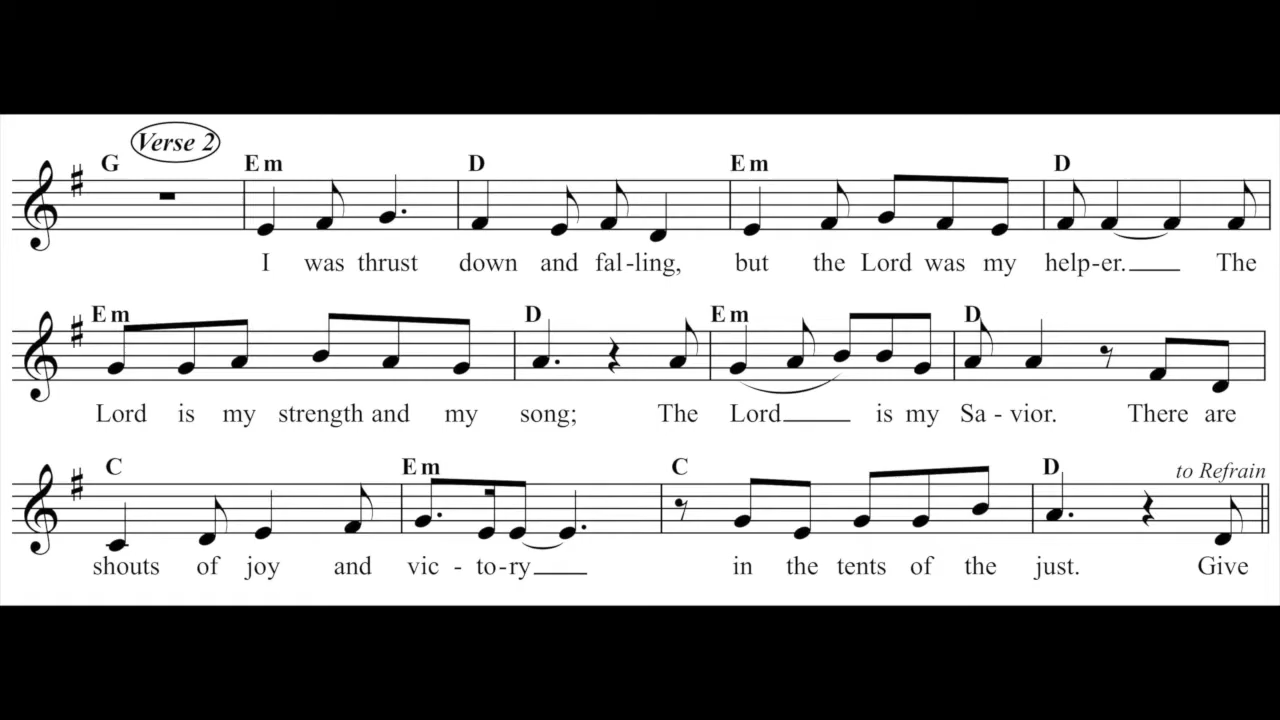 Verse 2
G Em D Em D
I was thrust down and fal-ling, but the Lord was my help-er. The
Em D Em D
Lord is my strength and my song; The Lord is my Sa - vior. There are
C Em C D to Refrain
shouts of joy and vic - to-ry in the tents of the just. Give